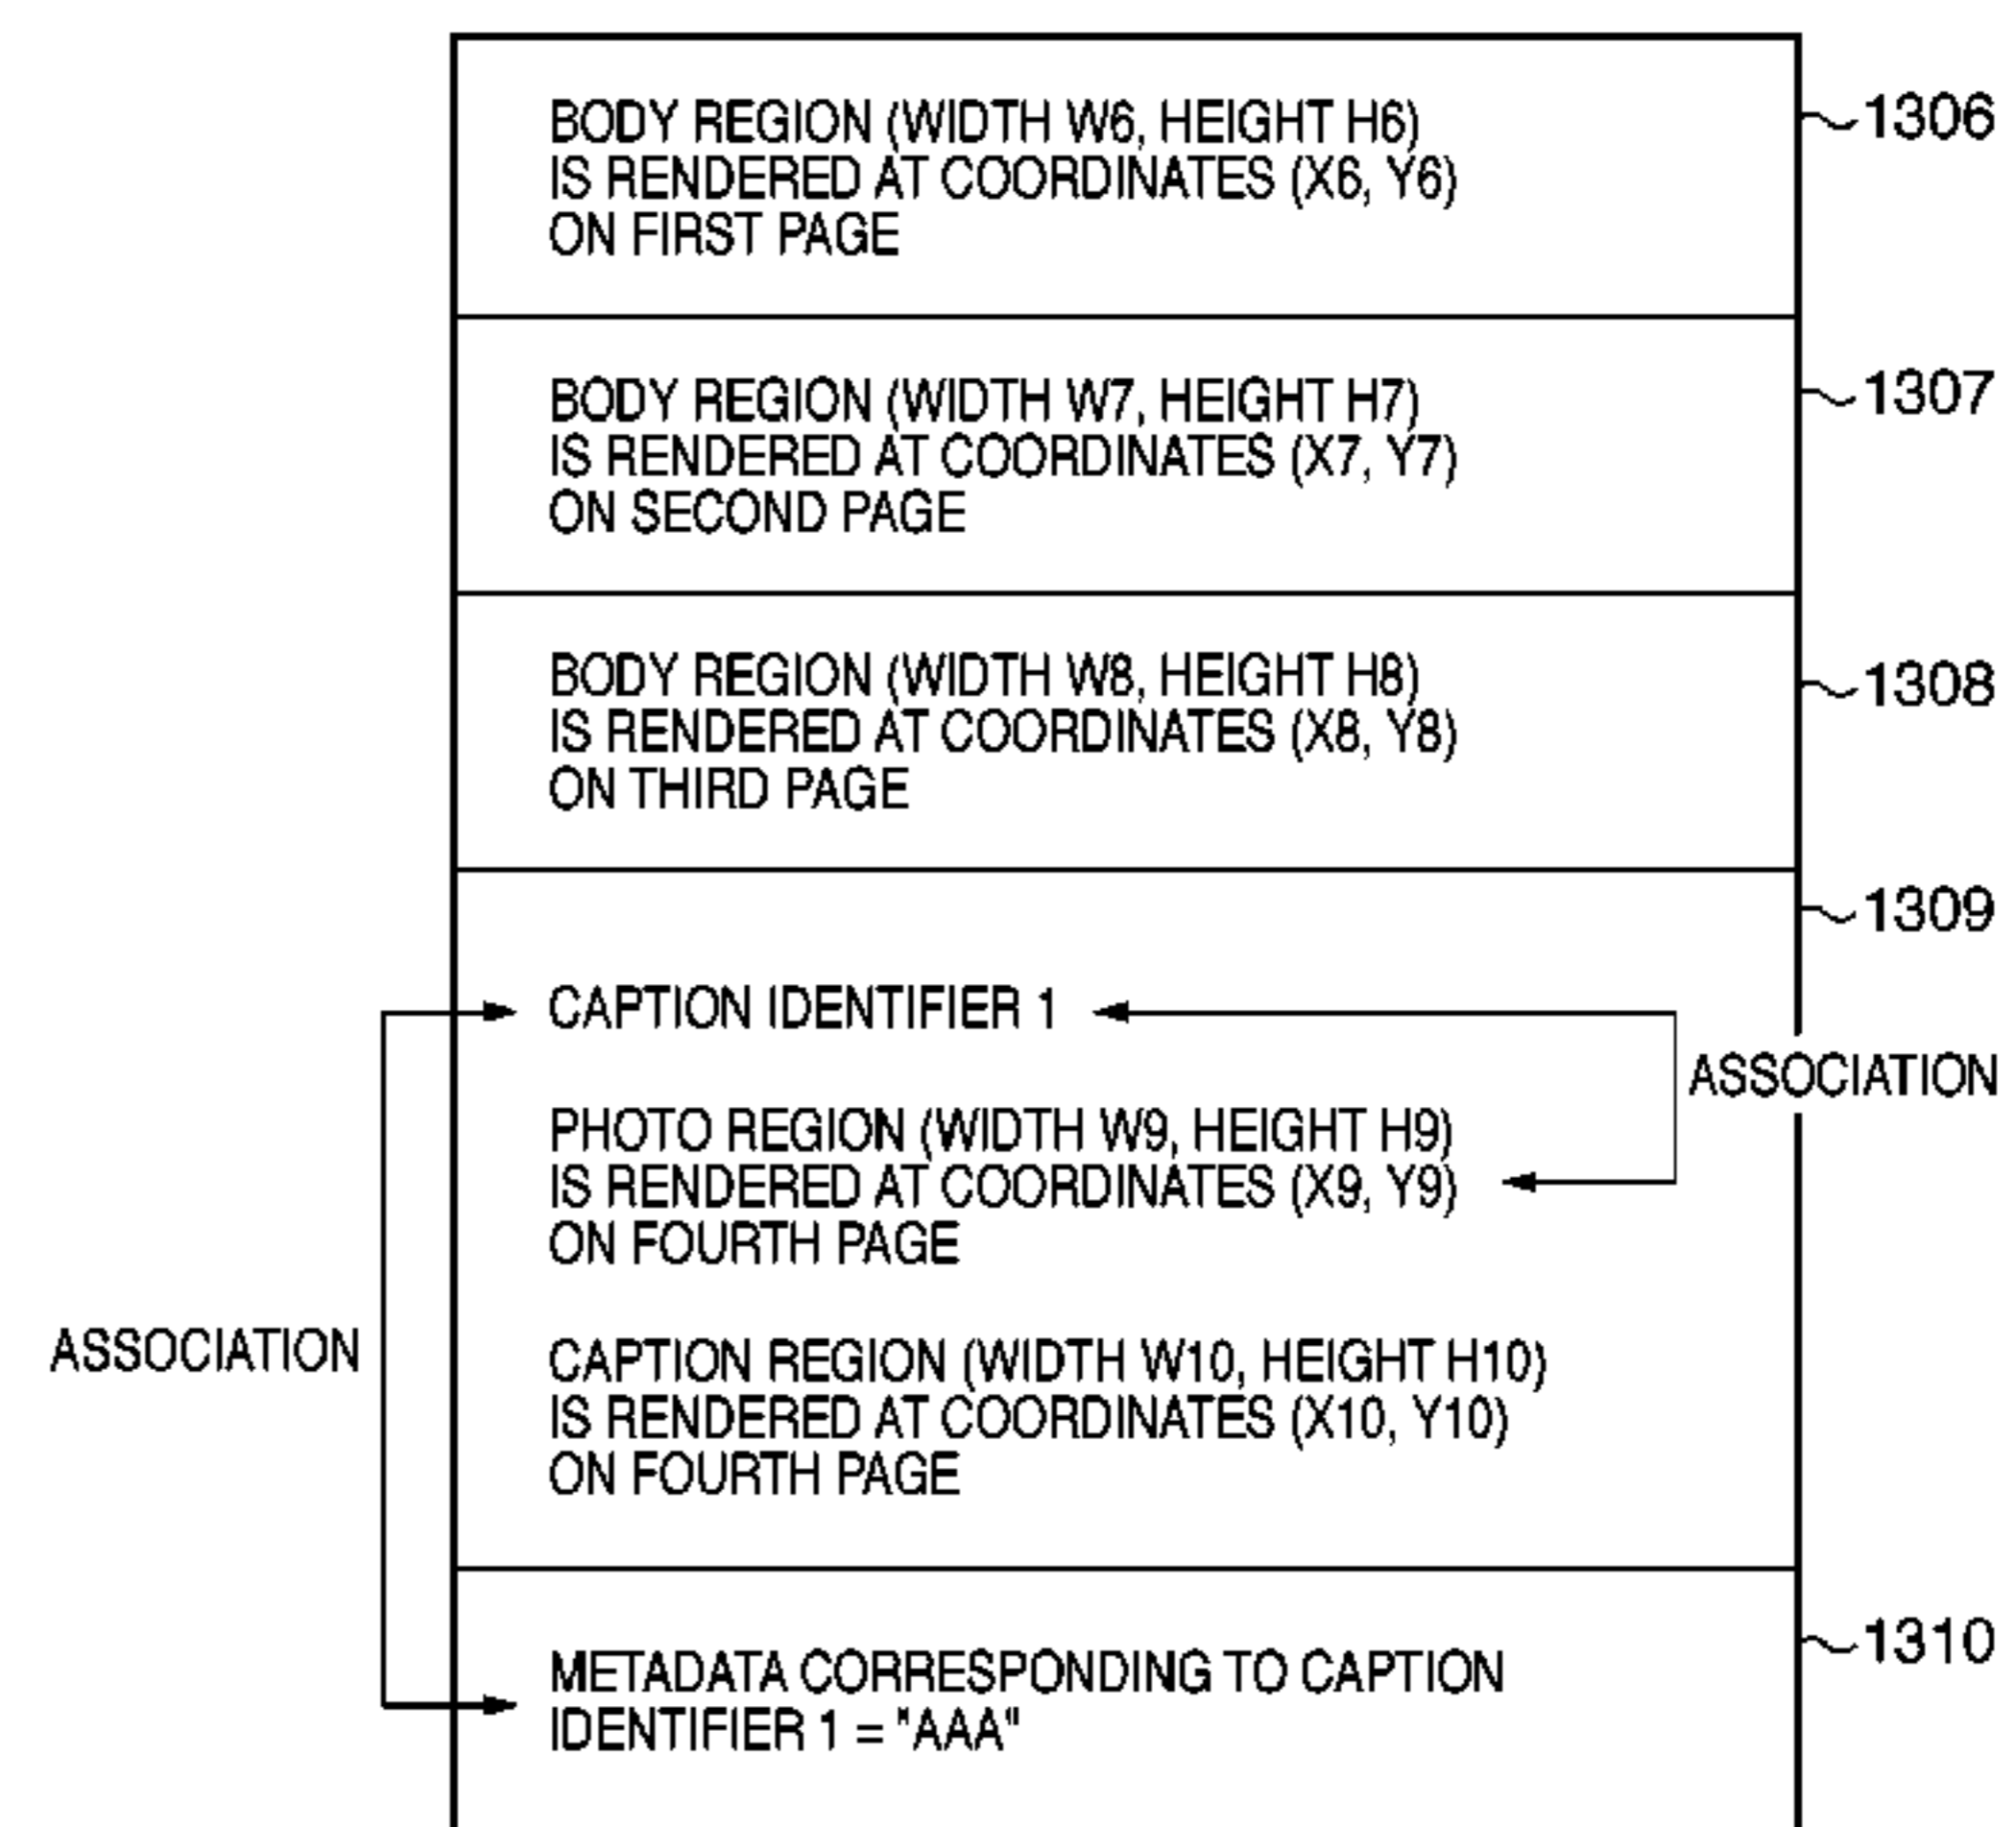 BODY REGION (WIDTH W6, HEIGHT H6)
IS RENDERED AT COORDINATES (X6, Y6)
ON FIRST PAGE
1306
BODY REGION (WIDTH W7, HEIGHT H7)
IS RENDERED AT COORDINATES (X7, Y7)
ON SECOND PAGE
1307
BODY REGION (WIDTH W8, HEIGHT H8)
IS RENDERED AT COORDINATES (X8, Y8)
ON THIRD PAGE
1308
1309
CAPTION IDENTIFIER 1
ASSOCIATION
PHOTO REGION (WIDTH W9, HEIGHT H9)
IS RENDERED AT COORDINATES (X9, Y9)
ON FOURTH PAGE
ASSOCIATION
CAPTION REGION (WIDTH W10, HEIGHT H10)
IS RENDERED AT COORDINATES (X10, Y10)
ON FOURTH PAGE
1310
METADATA CORRESPONDING TO CAPTION
IDENTIFIER 1 = "AAA"